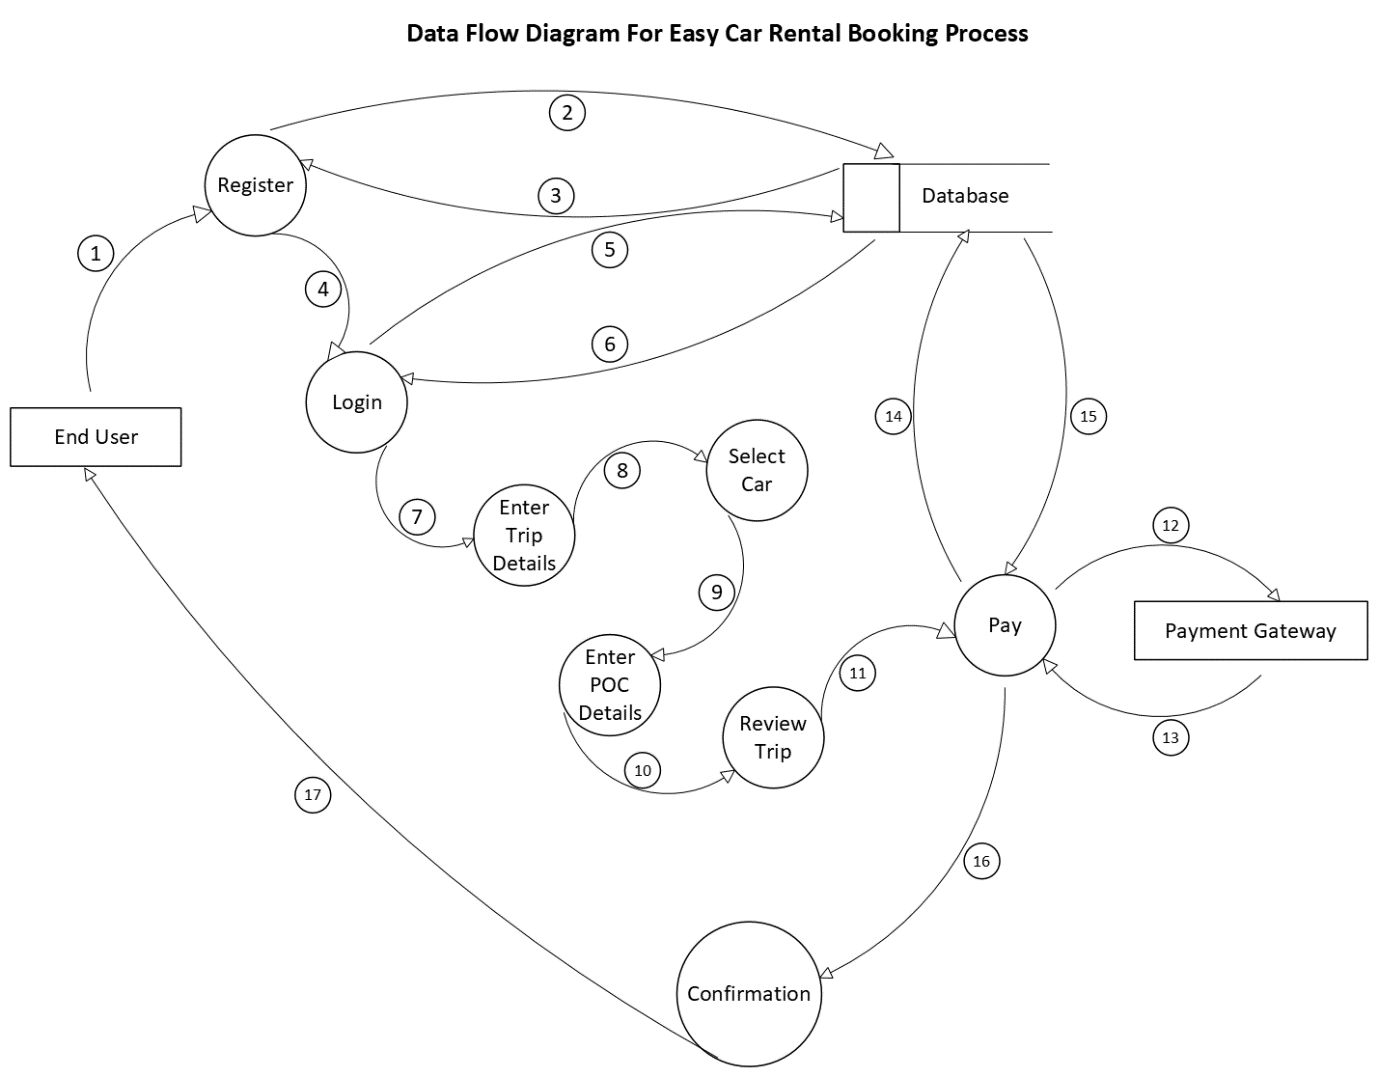 Data Flow Diagram For Easy Car Rental Booking Process
2
Register
3
Database
1
5
4
6
Login
End User
14
15
8
Select
Car
7
Enter
Trip
Details
12
9
Pay
Payment Gateway
Enter
POC
Details
11
13
Review
Trip
10
17
16
Confirmation